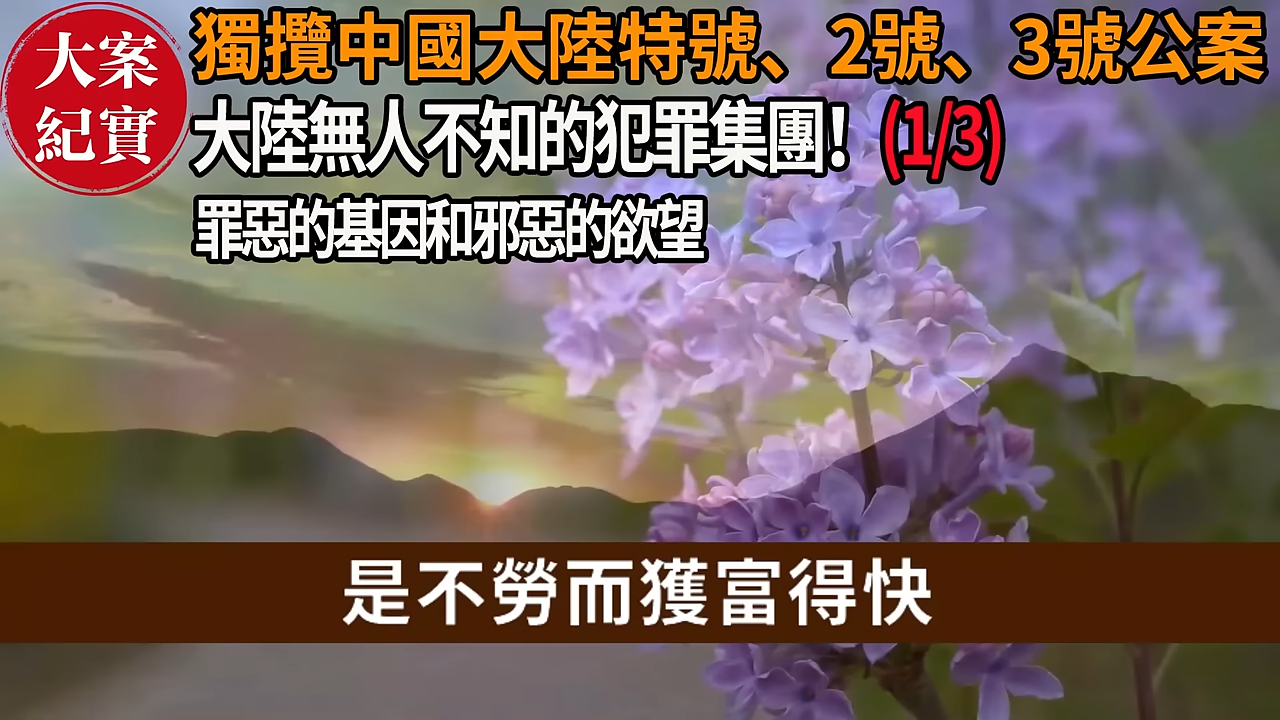 大案
紀實
獨攬中國大陸特號、2號、3號公案
大陸無人不知的犯罪集團！(1/3)
罪惡的基因和邪惡的欲望
是不勞而獲富得快